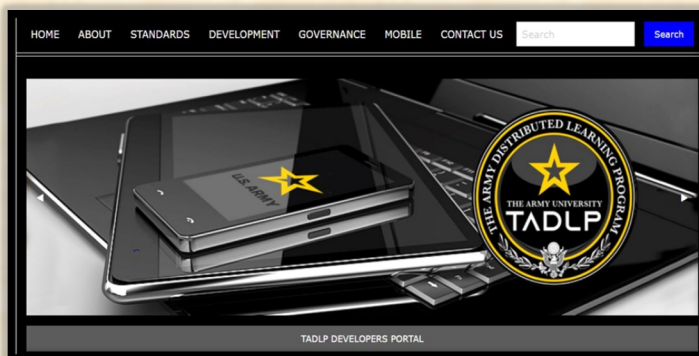 HOME ABOUT STANDARDS DEVELOPMENT GOVERNANCE MOBILE CONTACT US Search Search
U.S. ARMY
THE ARMY DISTRIBUTED LEARNING PROGRAM
THE ARMY UNIVERSITY
TADLP
TADLP DEVELOPERS PORTAL